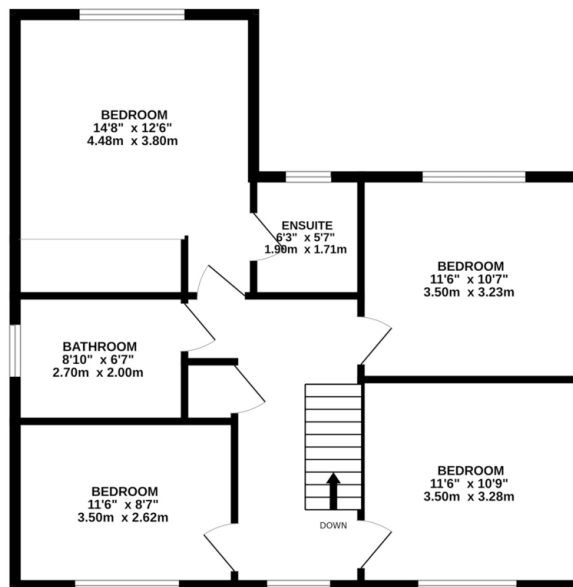 BEDROOM
14'8" x 12'6"
4.48m x 3.80m
ENSUITE
6'3" x 5'7"
1.90m x 1.71m
BEDROOM
11'6" x 10'7"
3.50m x 3.23m
BATHROOM
8'10" x 6'7"
2.70m x 2.00m
BEDROOM
11'6" x 8'7"
3.50m x 2.62m
BEDROOM
11'6" x 10'9"
3.50m x 3.28m
DOWN